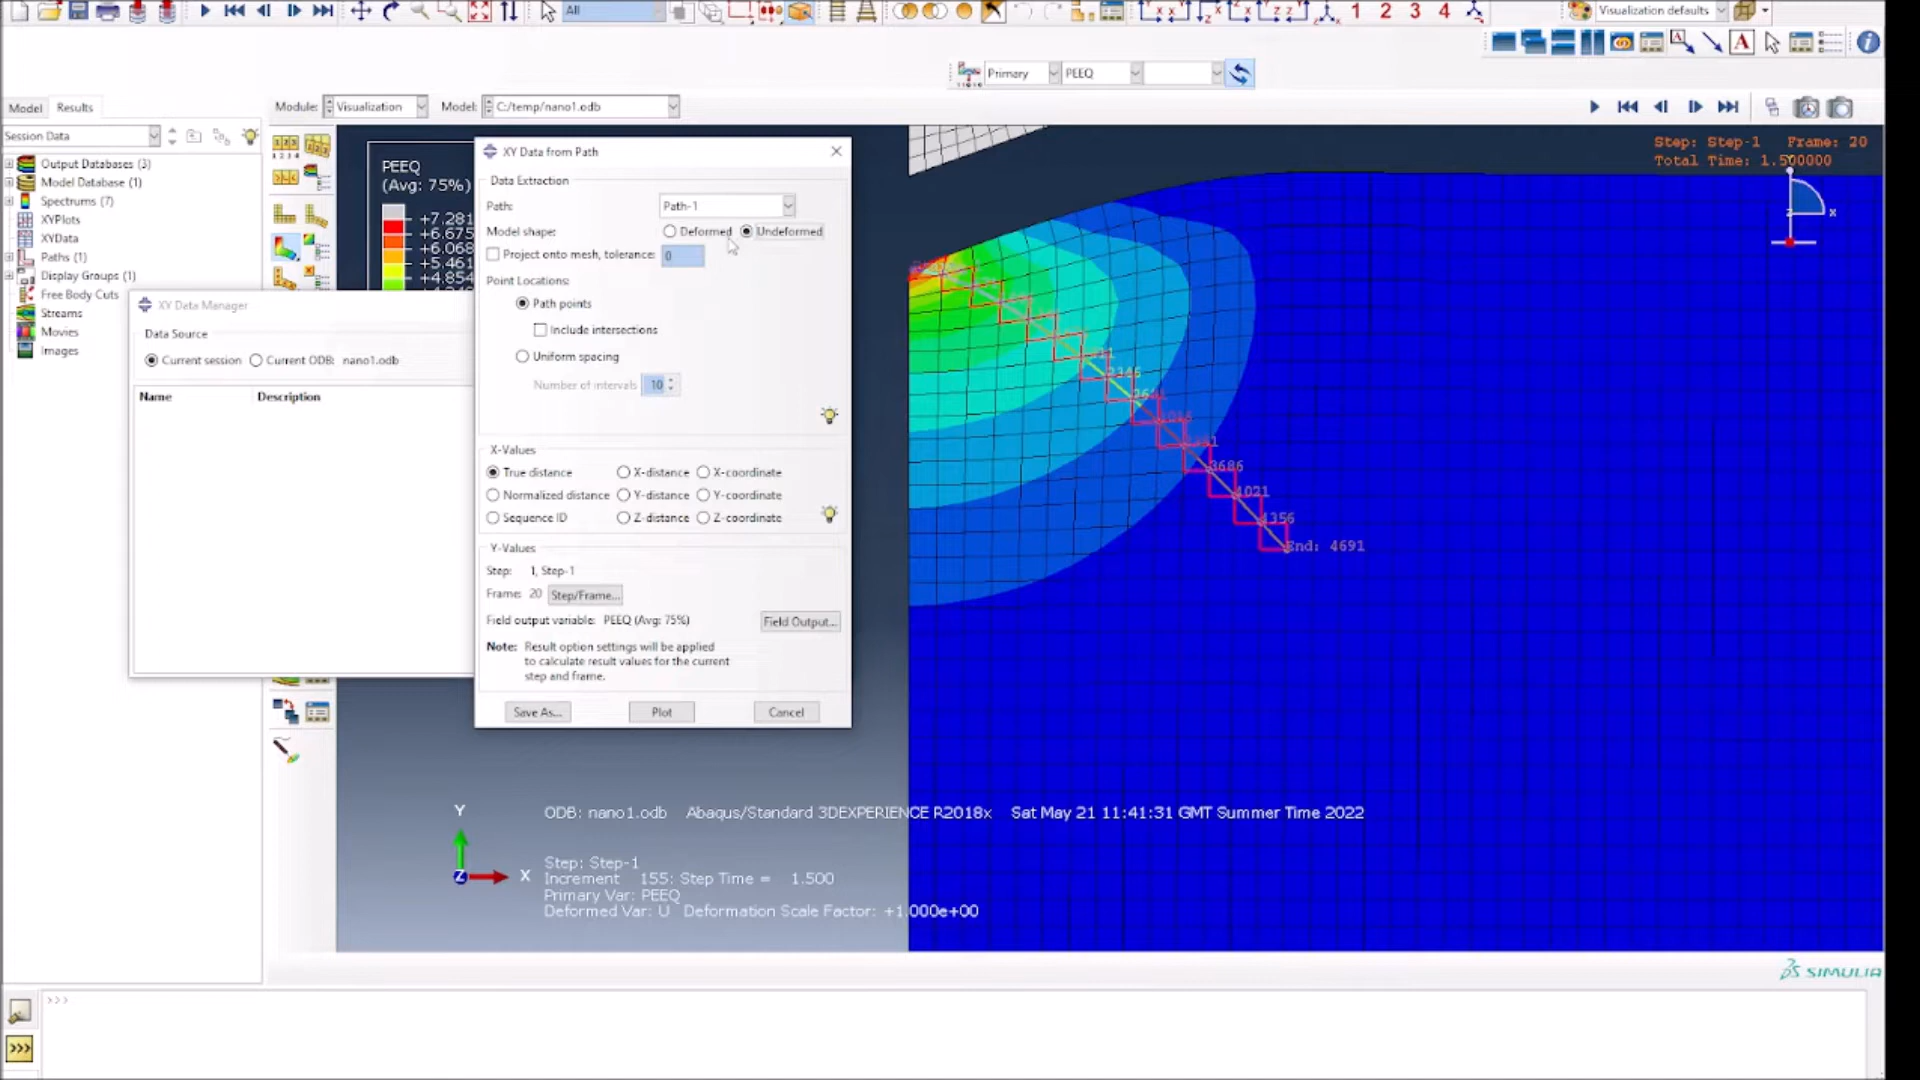 All
1 2 3 4
Visualization defaults
Primary
PEEQ
Model
Results
Module:
Visualization
Model:
C:/temp/nano1.odb
Session Data
Output Databases (3)
Model Database (1)
Spectrums (7)
XYPlots
XYData
Paths (1)
Display Groups (1)
Free Body Cuts
Streams
Movies
Images
PEEQ
(Avg: 75%)
+7.281
+6.675
+6.068
+5.461
+4.854
XY Data Manager
Data Source
Current session
Current ODB: nano1.odb
Name
Description
XY Data from Path
Data Extraction
Path:
Path-1
Model shape:
Deformed
Undeformed
Project onto mesh, tolerance:
0
Point Locations:
Path points
Include intersections
Uniform spacing
Number of intervals
10
X-Values
True distance
X-distance
X-coordinate
Normalized distance
Y-distance
Y-coordinate
Sequence ID
Z-distance
Z-coordinate
Y-Values
Step: 1, Step-1
Frame: 20
Step/Frame...
Field output variable: PEEQ (Avg: 75%)
Field Output...
Note: Result option settings will be applied
to calculate result values for the current
step and frame.
Save As...
Plot
Cancel
Step: Step-1 Frame: 20
Total Time: 1.500000
X
3686
4021
4356
End: 4691
Y
Z
X
ODB: nano1.odb Abaqus/Standard 3DEXPERIENCE R2018x Sat May 21 11:41:31 GMT Summer Time 2022
Step: Step-1
Increment 155: Step Time = 1.500
Primary Var: PEEQ
Deformed Var: U Deformation Scale Factor: +1.000e+00
SIMULIA
>>>
>>>